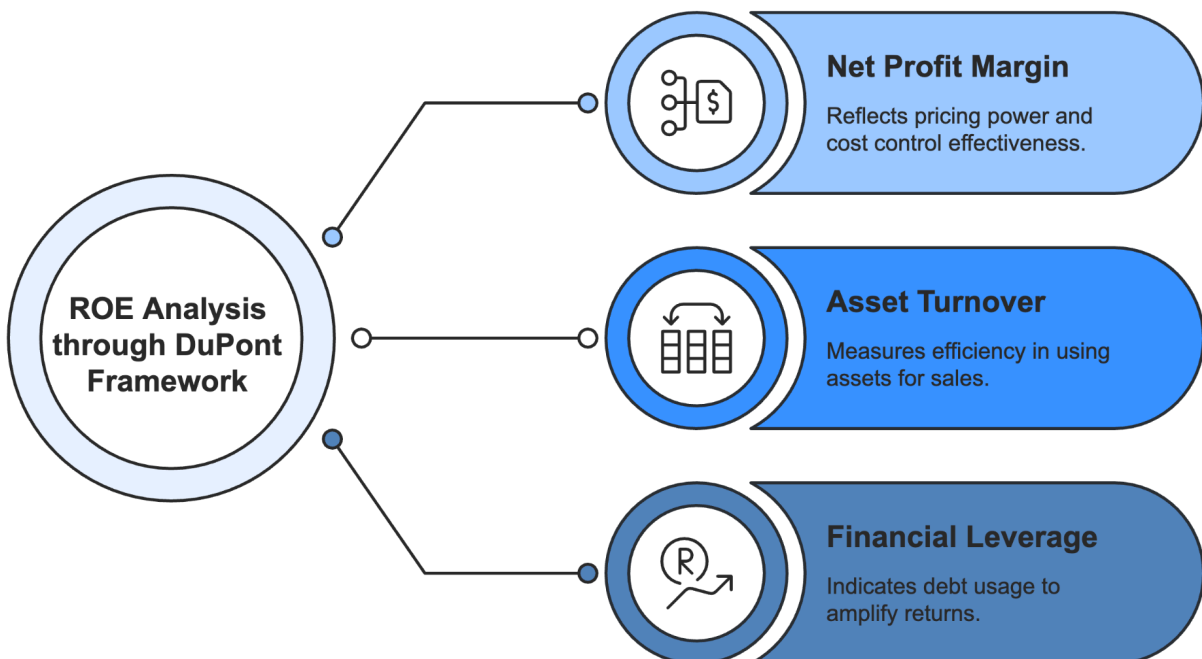 ROE Analysis
through DuPont
Framework
Net Profit Margin
Reflects pricing power and
cost control effectiveness.
$
Asset Turnover
Measures efficiency in using
assets for sales.
Financial Leverage
Indicates debt usage to
amplify returns.
R